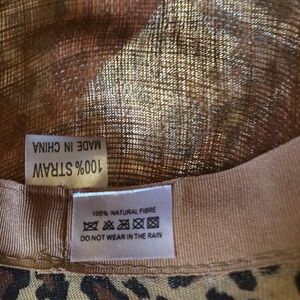 100% STRAW
MADE IN CHINA
100% NATURAL FIBRE
DO NOT WEAR IN THE RAIN